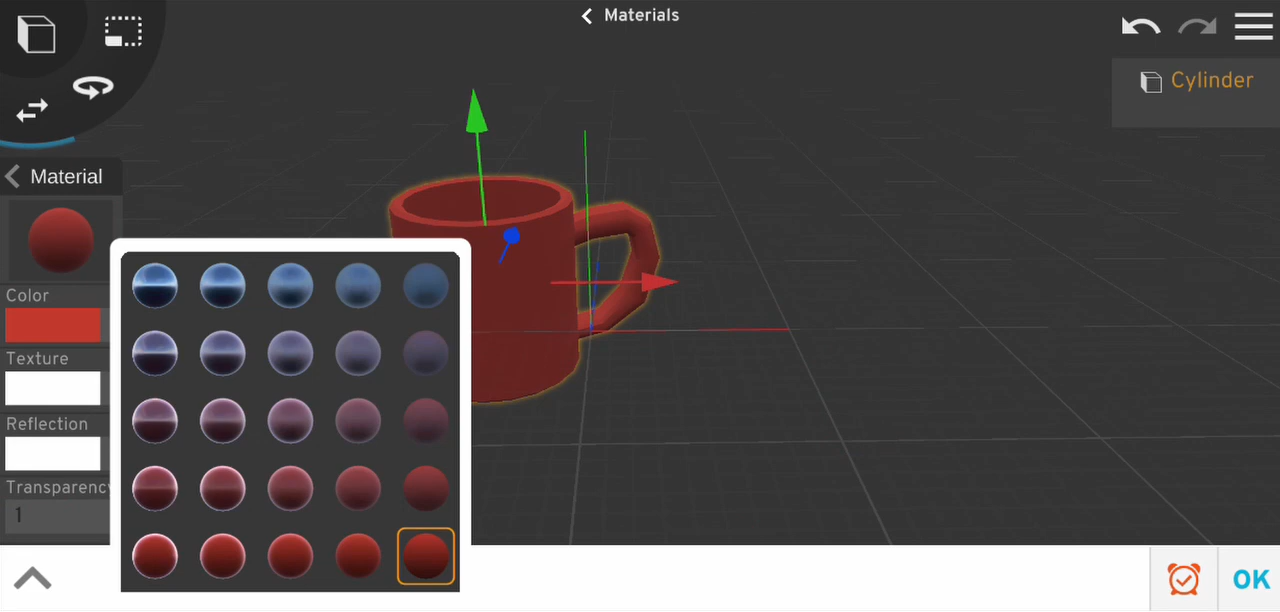 Materials
Cylinder
Material
Color
Texture
Reflection
Transparency
1
OK